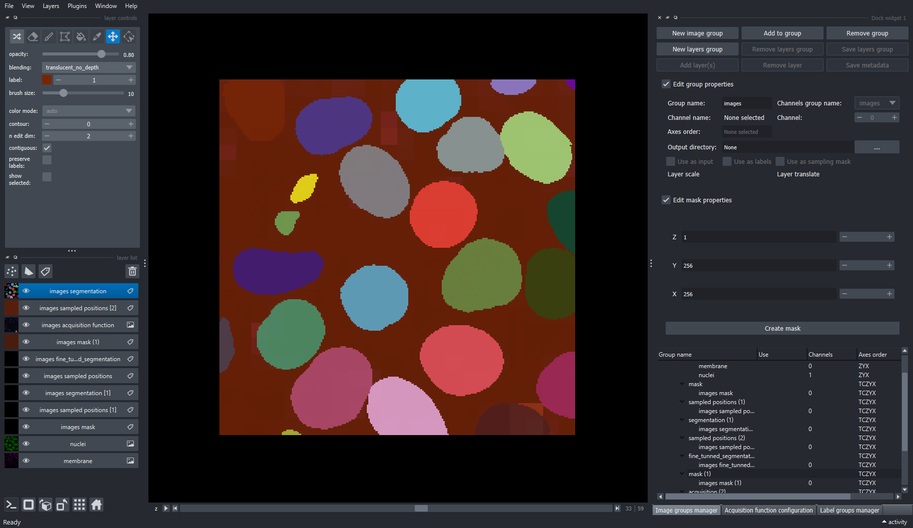 File View Layers Plugins Window Help
layer controls
Dock widget 1
opacity: 0.80
blending: translucent_no_depth
label: 1
brush size: 10
color mode: auto
contour: 0
n edit dim: 2
contiguous:
preserve
labels:
show
selected:
layer list
images segmentation
images sampled positions [2]
images acquisition function
images mask (1)
images fine_tu...d_segmentation
images sampled positions
images segmentation [1]
images sampled positions [1]
images mask
nuclei
membrane
z 33 59
Ready
New image group Add to group Remove group
New layers group Remove layers group Save layers group
Add layer(s) Remove layer Save metadata
Edit group properties
Group name: images Channels group name: images
Channel name: None selected Channel: 0
Axes order: None selected
Output directory: None ...
Use as input Use as labels Use as sampling mask
Layer scale Layer translate
Edit mask properties
Z 1
Y 256
X 256
Create mask
Group name Use Channels Axes order
membrane 0 ZYX
nuclei 1 ZYX
mask TCZYX
images mask 0 TCZYX
sampled positions (1) TCZYX
images sampled po... 0 TCZYX
segmentation (1) TCZYX
images segmentati... 0 TCZYX
sampled positions (2) TCZYX
images sampled po... 0 TCZYX
fine_tunned_segmentat... TCZYX
images fine_tunned... 0 TCZYX
mask (1) TCZYX
images mask (1) 0 TCZYX
acquisition (2) TCZYX
Image groups manager Acquisition function configuration Label groups manager
activity